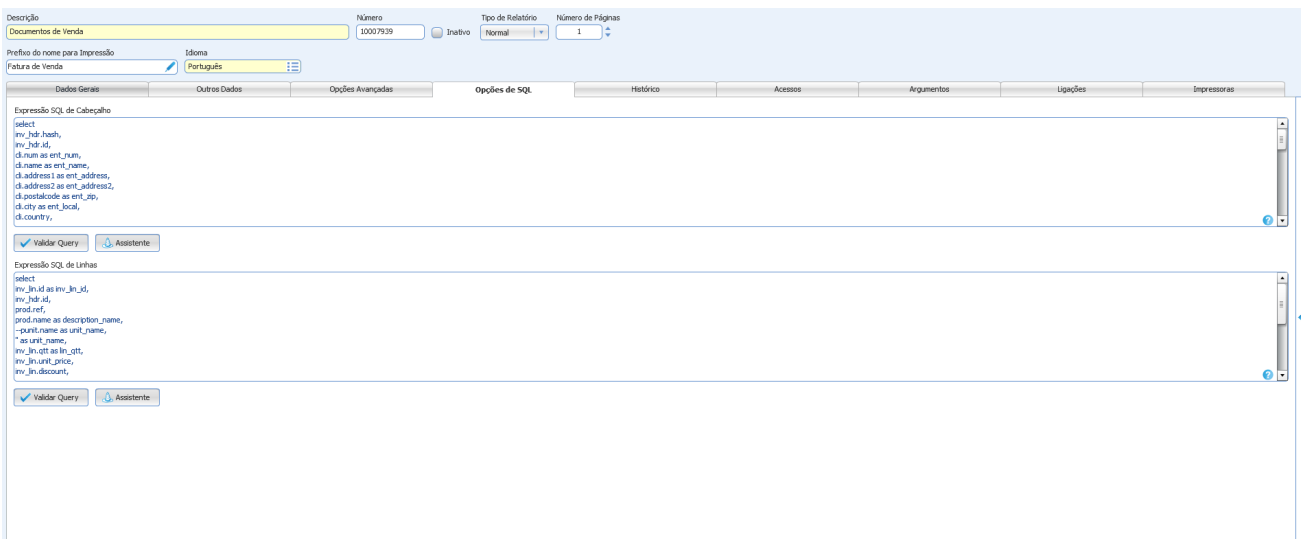 Descrição Número Tipo de Relatório Número de Páginas
Documentos de Venda 10007939 Inativo Normal 1
Prefixo do nome para Impressão Idioma
Fatura de Venda Português
Dados Gerais Outros Dados Opções Avançadas Opções de SQL Histórico Acessos Argumentos Ligações Impressoras
Expressão SQL de Cabeçalho
select
inv_hdr.hash,
inv_hdr.id,
cli.num as ent_num,
cli.name as ent_name,
cli.address1 as ent_address,
cli.address2 as ent_address2,
cli.postalcode as ent_zip,
cli.city as ent_local,
cli.country,
Validar Query Assistente
Expressão SQL de Linhas
select
inv_lin.id as inv_lin_id,
inv_hdr.id,
prod.ref,
prod.name as description_name,
--punit.name as unit_name,
'' as unit_name,
inv_lin.qtt as lin_qtt,
inv_lin.unit_price,
inv_lin.discount,
Validar Query Assistente